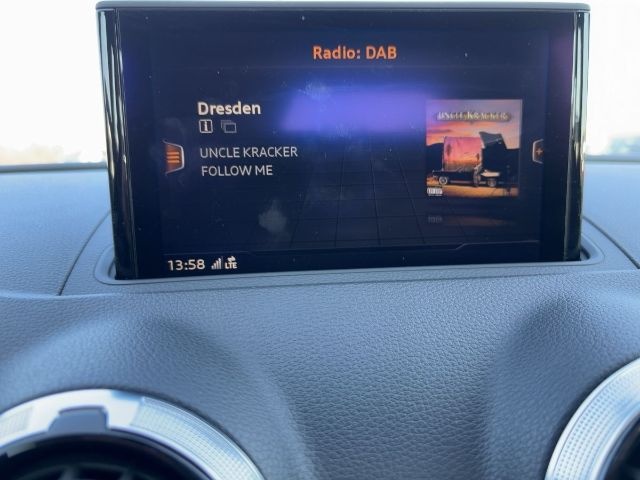 Radio: DAB
Dresden
UNCLE KRACKER
UNCLE KRACKER
FOLLOW ME
13:58 LTE